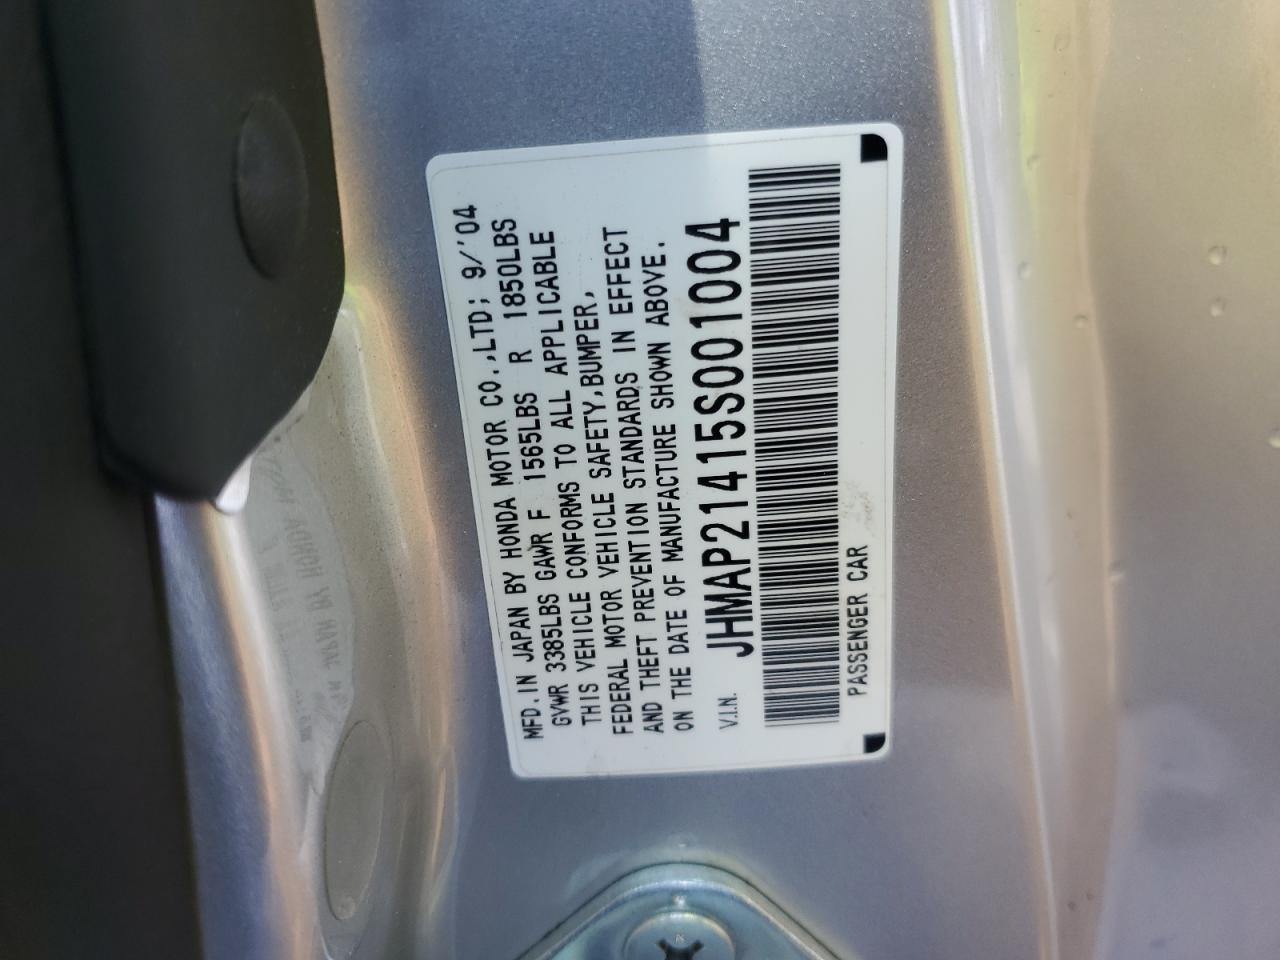 MFD. IN JAPAN BY HONDA MOTOR CO.,LTD; 9/'04
GVWR 3385LBS GAWR F 1565LBS R 1850LBS
THIS VEHICLE CONFORMS TO ALL APPLICABLE
FEDERAL MOTOR VEHICLE SAFETY,BUMPER,
AND THEFT PREVENTION STANDARDS IN EFFECT
ON THE DATE OF MANUFACTURE SHOWN ABOVE.
V.I.N. JHMAP21415S001004
PASSENGER CAR